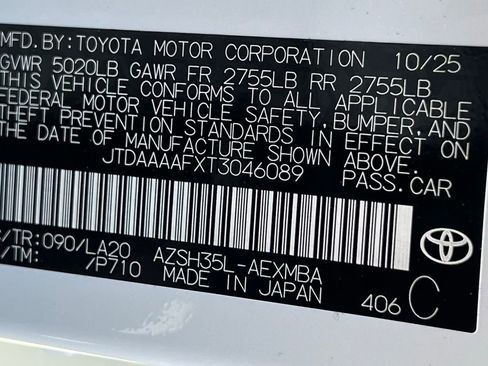 MFD. BY: TOYOTA MOTOR CORPORATION 10/25
GVWR 5020LB GAWR FR 2755LB RR 2755LB
THIS VEHICLE CONFORMS TO ALL APPLICABLE
FEDERAL MOTOR VEHICLE SAFETY, BUMPER, AND
THEFT PREVENTION STANDARDS IN EFFECT ON
THE DATE OF MANUFACTURE SHOWN ABOVE.
JTDAAAAFXT3046089 PASS. CAR
C/TR: 090/LA20 AZSH35L-AEXMBA
/TM: /P710 MADE IN JAPAN 406 C
TOYOTA